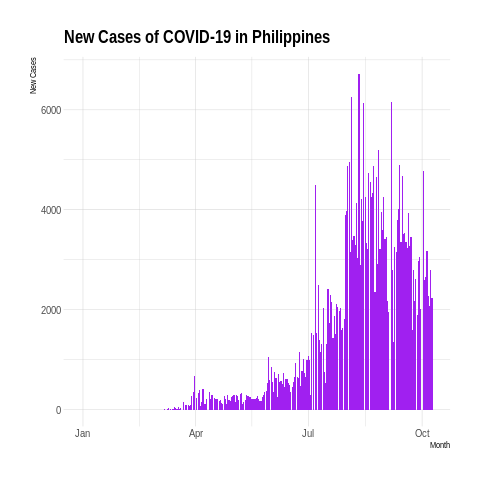 New Cases of COVID-19 in Philippines
New Cases
6000
4000
2000
0
Jan Apr Jul Oct
Month